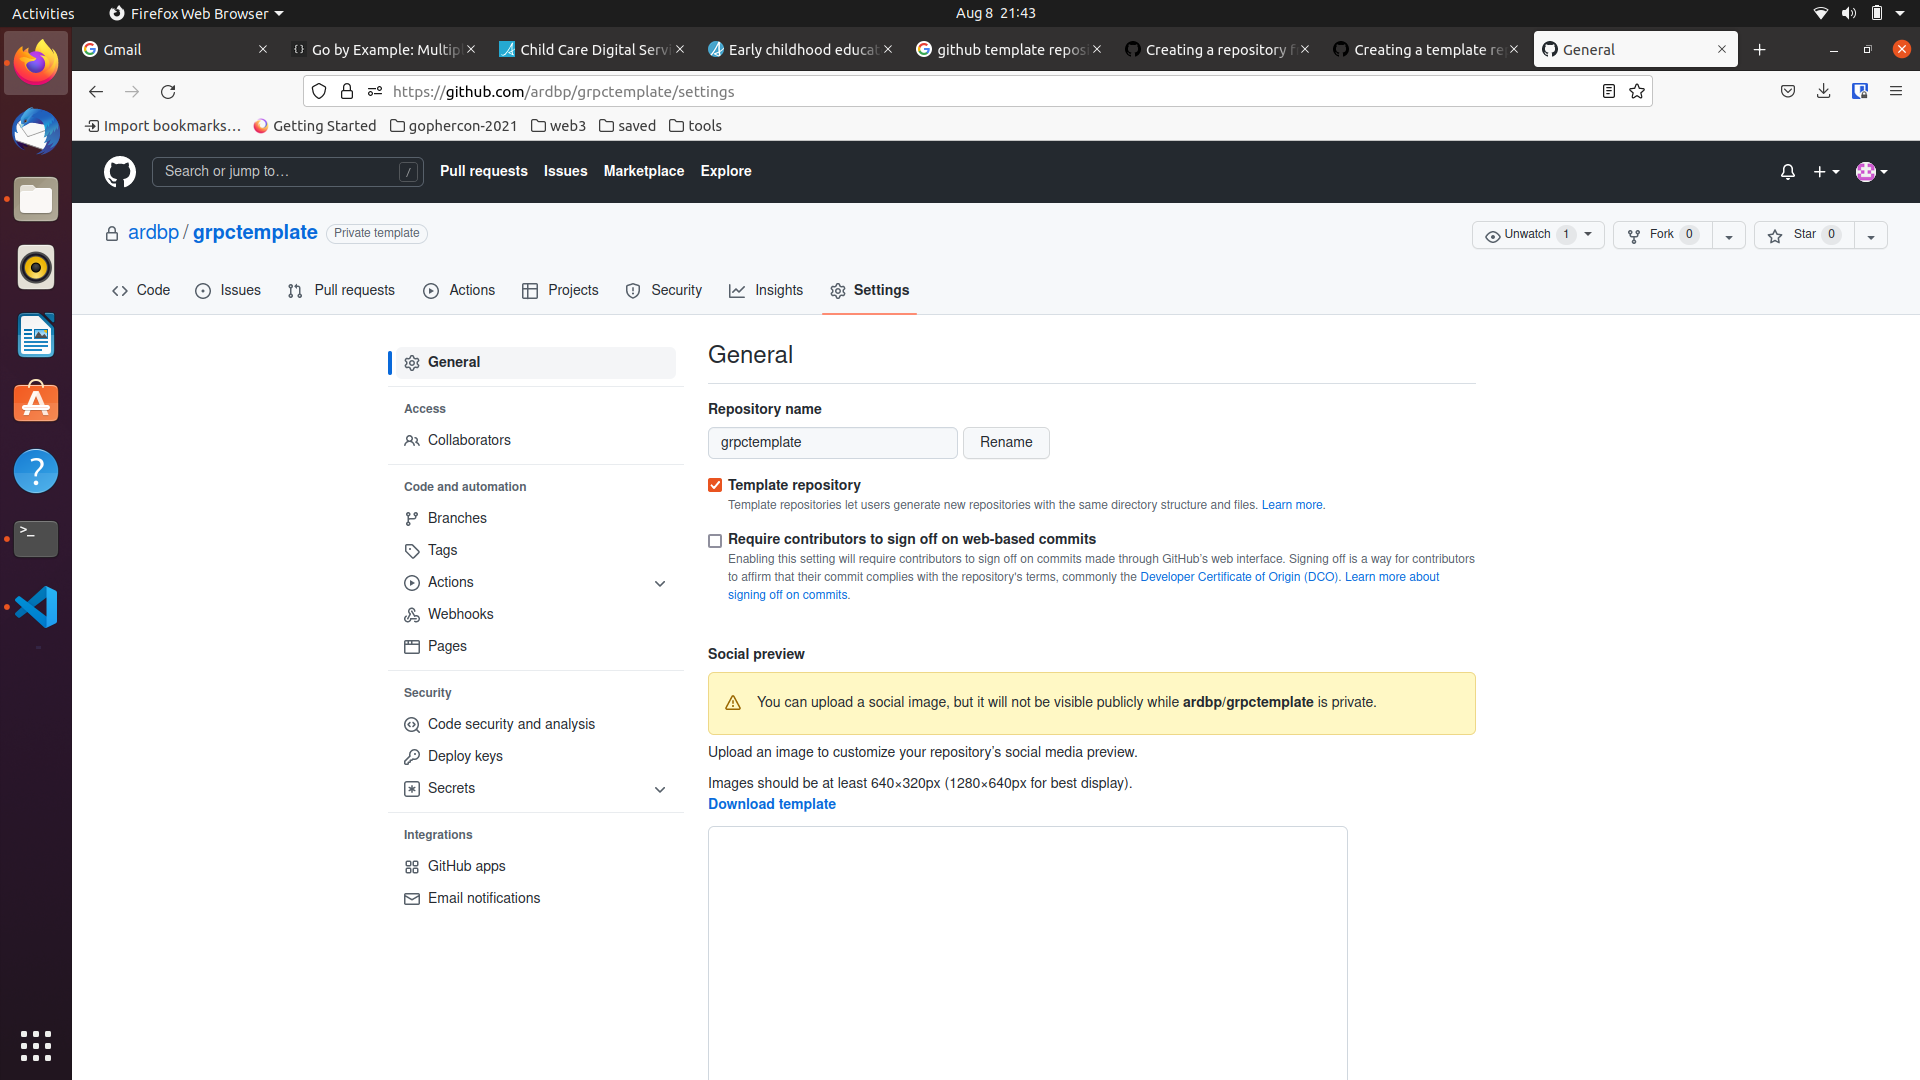 Activities
Firefox Web Browser
Aug 8 21:43
Gmail
Go by Example: Multipl
Child Care Digital Servi
Early childhood educat
github template repos
Creating a repository f
Creating a template re
General
https://github.com/ardbp/grpctemplate/settings
Import bookmarks…
Getting Started
gophercon-2021
web3
saved
tools
Search or jump to…
/
Pull requests
Issues
Marketplace
Explore
ardbp / grpctemplate
Private template
Unwatch 1
Fork 0
Star 0
Code
Issues
Pull requests
Actions
Projects
Security
Insights
Settings
General
Access
Collaborators
Code and automation
Branches
Tags
Actions
Webhooks
Pages
Security
Code security and analysis
Deploy keys
Secrets
Integrations
GitHub apps
Email notifications
General
Repository name
grpctemplate
Rename
Template repository
Template repositories let users generate new repositories with the same directory structure and files. Learn more.
Require contributors to sign off on web-based commits
Enabling this setting will require contributors to sign off on commits made through GitHub's web interface. Signing off is a way for contributors
to affirm that their commit complies with the repository's terms, commonly the Developer Certificate of Origin (DCO). Learn more about
signing off on commits.
Social preview
You can upload a social image, but it will not be visible publicly while ardbp/grpctemplate is private.
Upload an image to customize your repository's social media preview.
Images should be at least 640×320px (1280×640px for best display).
Download template